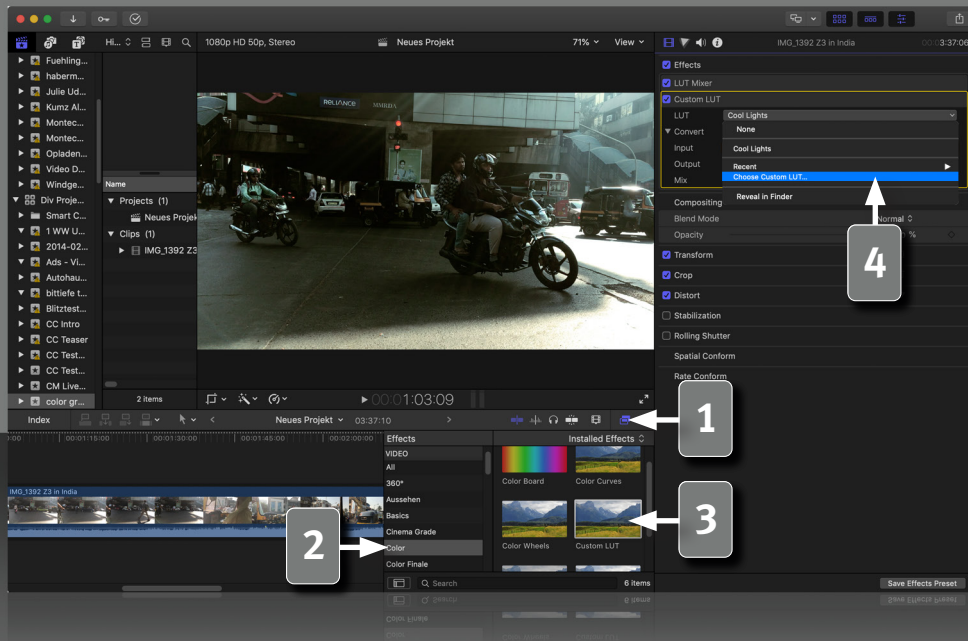 Hi...
1080p HD 50p, Stereo
Neues Projekt
71%
View
IMG_1392 Z3 in India
00:03:37:06
Fuehling...
haberm...
Julie Ud...
Kumz Al...
Montec...
Montec...
Opladen...
Video D...
Windge...
Div Proje...
Smart C...
1 WW U...
2014-02...
Ads - Vi...
Autohau...
bittiefe t...
Blitztest...
CC Intro
CC Teaser
CC Test...
CC Test...
CM Live...
color gr...
Name
Projects (1)
Neues Projek
Clips (1)
IMG_1392 Z3
2 items
RELIANCE
00:00:01:03:09
Effects
LUT Mixer
Custom LUT
LUT
Cool Lights
None
Convert
Input
Cool Lights
Output
Recent
Mix
Choose Custom LUT...
Reveal in Finder
Compositing
Blend Mode
Normal
Opacity
%
Transform
Crop
Distort
Stabilization
Rolling Shutter
Spatial Conform
Rate Conform
4
1
Index
Neues Projekt
03:37:10
00:01:15:00
00:01:30:00
00:01:45:00
00:02:00:00
IMG_1392 Z3 in India
2
Effects
Installed Effects
VIDEO
All
360°
Aussehen
Basics
Cinema Grade
Color
Color Finale
Color Board
Color Curves
Color Wheels
Custom LUT
3
Search
6 items
Save Effects Preset